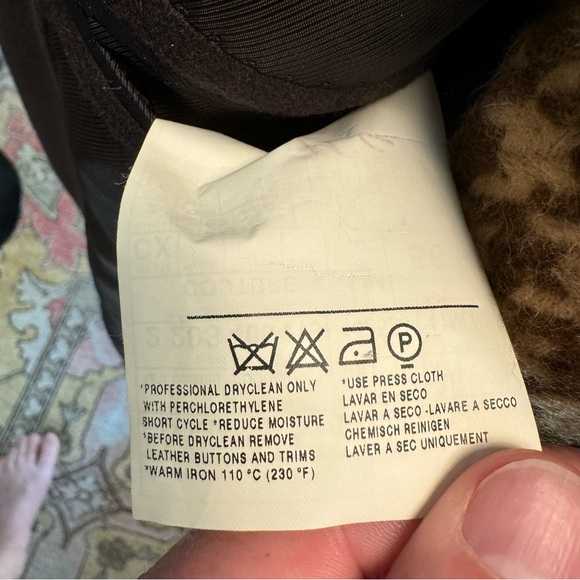 P
*PROFESSIONAL DRYCLEAN ONLY
WITH PERCHLORETHYLENE
SHORT CYCLE *REDUCE MOISTURE
*BEFORE DRYCLEAN REMOVE
LEATHER BUTTONS AND TRIMS
*WARM IRON 110 °C (230 °F)
*USE PRESS CLOTH
LAVAR EN SECO
LAVAR A SECO -LAVARE A SECCO
CHEMISCH REINIGEN
LAVER A SEC UNIQUEMENT